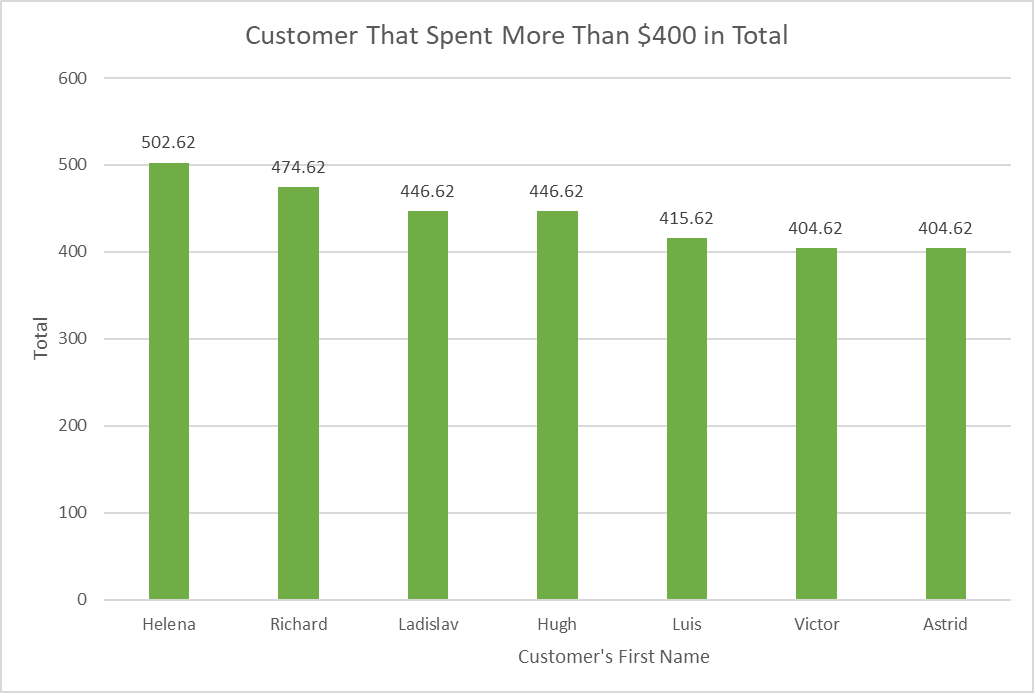 Customer That Spent More Than $400 in Total
600
500
400
300
200
100
0
Total
502.62
474.62
446.62
446.62
415.62
404.62
404.62
Helena
Richard
Ladislav
Hugh
Luis
Victor
Astrid
Customer's First Name